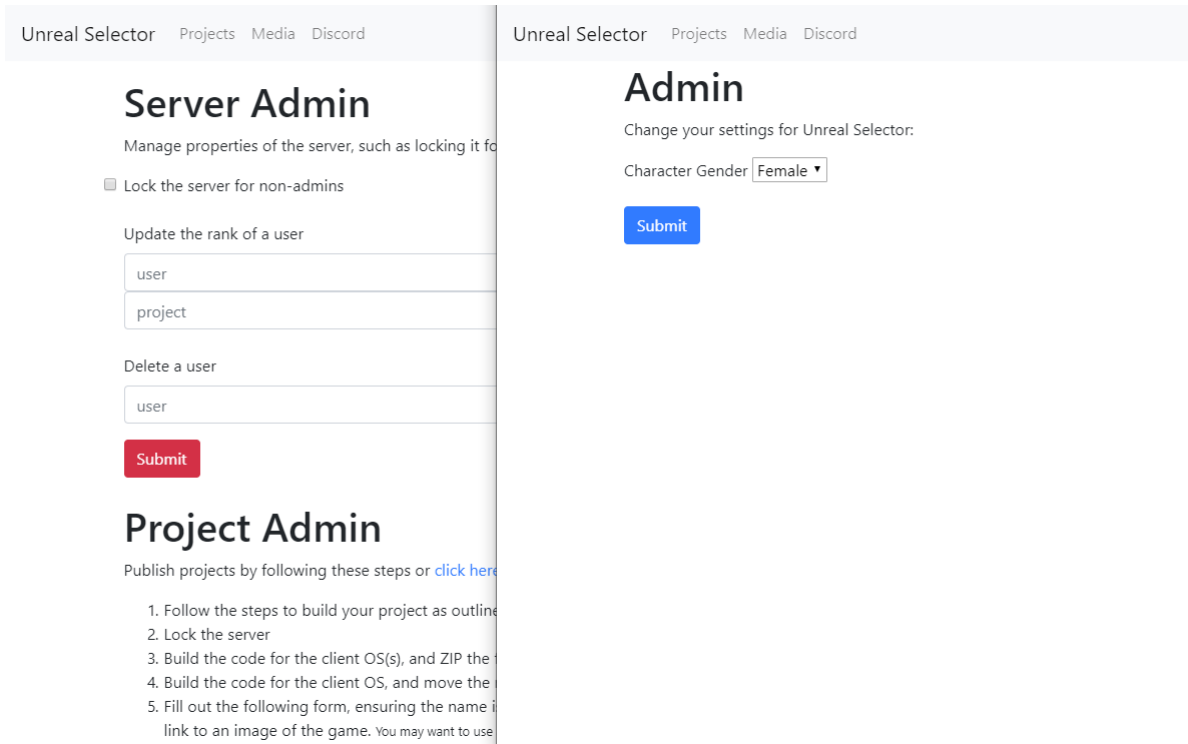 Unreal Selector Projects Media Discord
Server Admin
Manage properties of the server, such as locking it fo
Lock the server for non-admins
Update the rank of a user
user
project
Delete a user
user
Submit
Project Admin
Publish projects by following these steps or click here
1. Follow the steps to build your project as outline
2. Lock the server
3. Build the code for the client OS(s), and ZIP the
4. Build the code for the client OS, and move the
5. Fill out the following form, ensuring the name i
link to an image of the game. You may want to use
Unreal Selector Projects Media Discord
Admin
Change your settings for Unreal Selector:
Character Gender Female
Submit